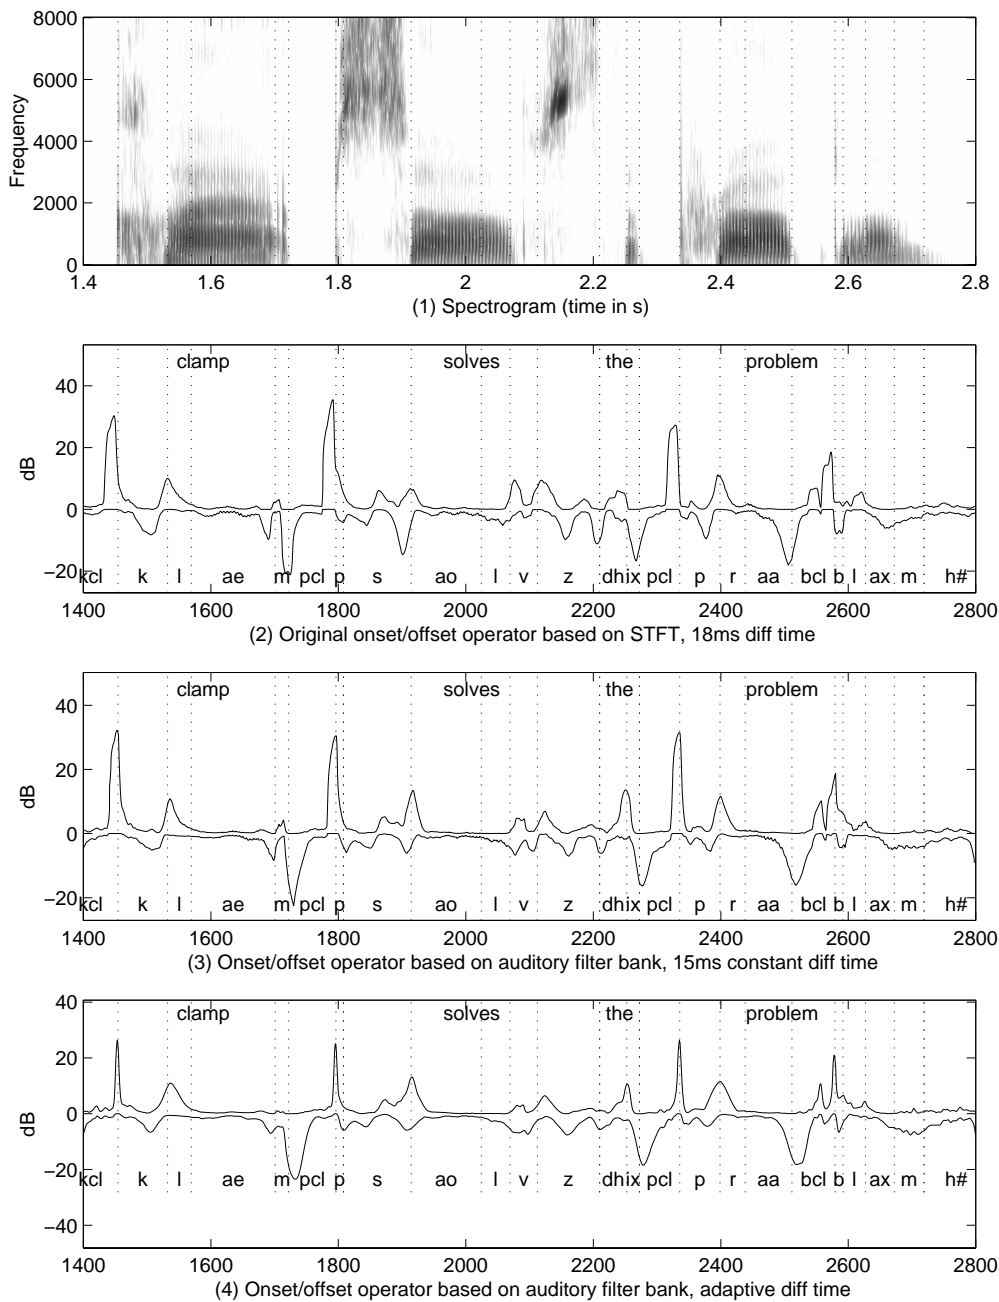 8000
6000
4000
2000
0
Frequency
1.4 1.6 1.8 2 2.2 2.4 2.6 2.8
(1) Spectrogram (time in s)
clamp solves the problem
40
20
0
−20
dB
kcl k l ae m pcl p s ao l v z dh ix pcl p r aa bcl b l ax m h#
1400 1600 1800 2000 2200 2400 2600 2800
(2) Original onset/offset operator based on STFT, 18ms diff time
clamp solves the problem
40
20
0
−20
dB
kcl k l ae m pcl p s ao l v z dh ix pcl p r aa bcl b l ax m h#
1400 1600 1800 2000 2200 2400 2600 2800
(3) Onset/offset operator based on auditory filter bank, 15ms constant diff time
40
clamp solves the problem
20
0
−20
dB
kcl k l ae m pcl p s ao l v z dh ix pcl p r aa bcl b l ax m h#
−40
1400 1600 1800 2000 2200 2400 2600 2800
(4) Onset/offset operator based on auditory filter bank, adaptive diff time